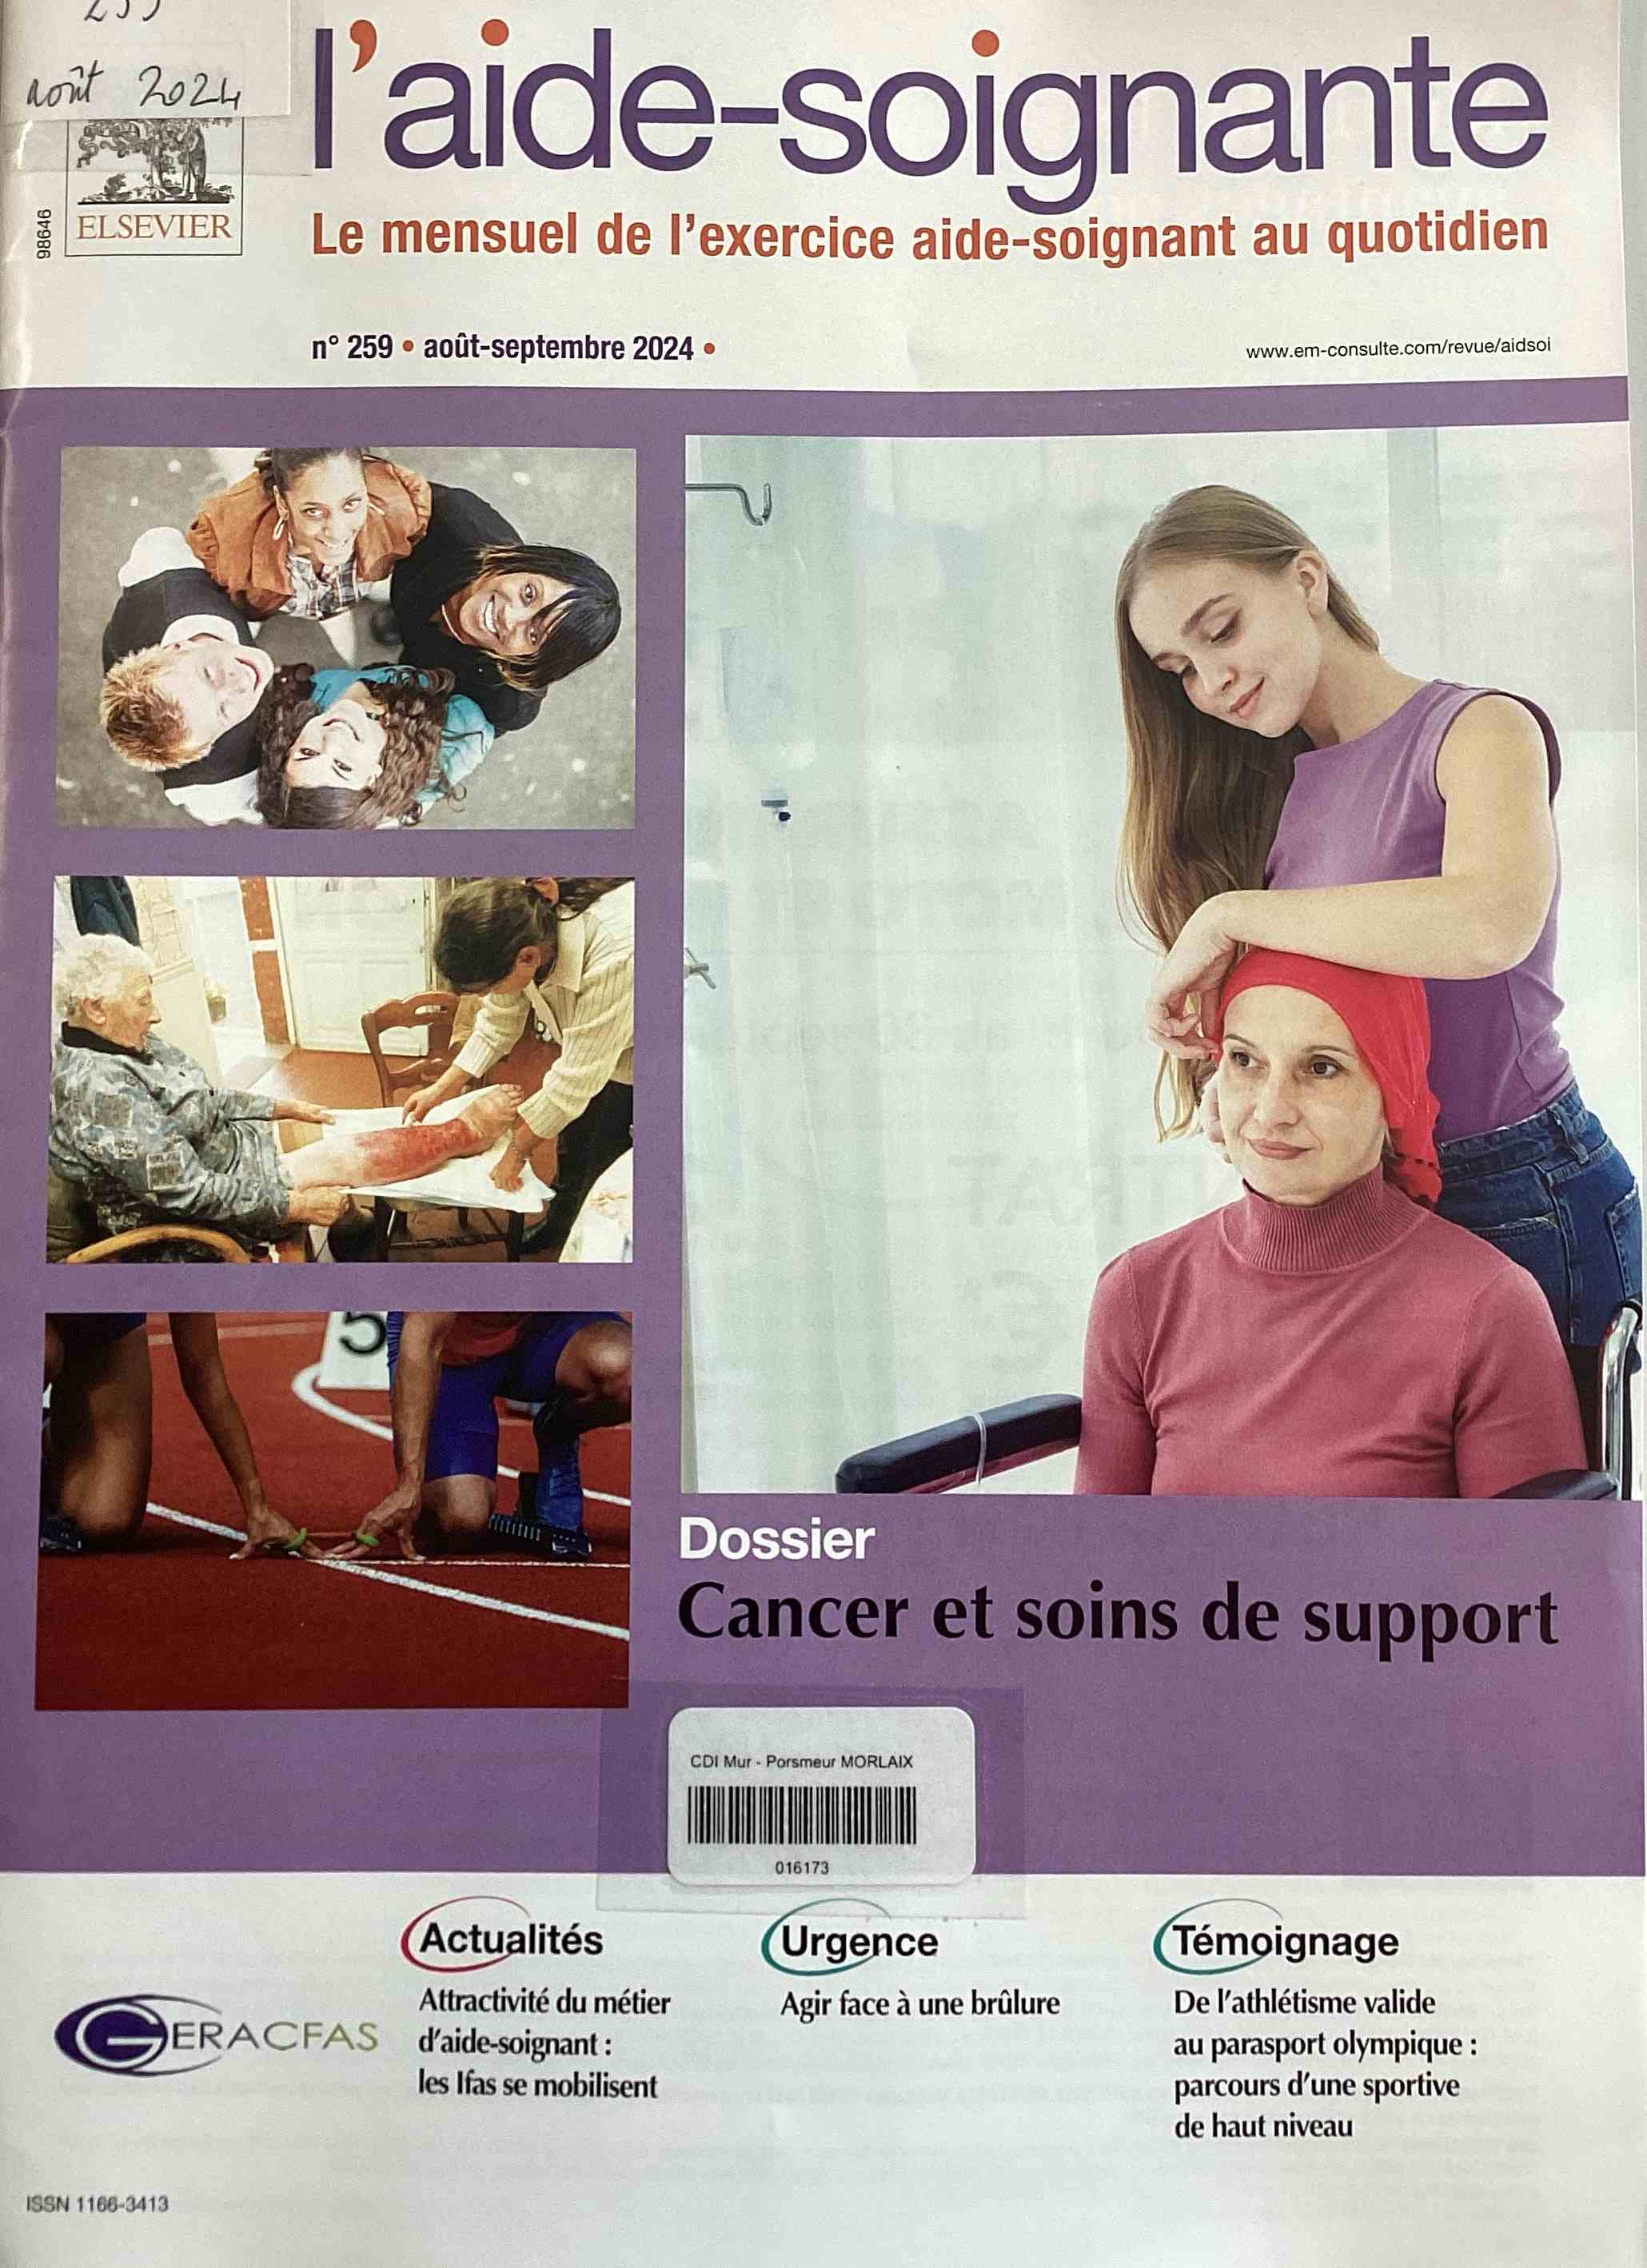 août 2024
l'aide-soignante
ELSEVIER
98646
Le mensuel de l'exercice aide-soignant au quotidien
n° 259 • août-septembre 2024 •
www.em-consulte.com/revue/aidsoi
5
Dossier
Cancer et soins de support
CDI Mur - Porsmeur MORLAIX
016173
GERACFAS
Actualités
Attractivité du métier
d'aide-soignant :
les Ifas se mobilisent
Urgence
Agir face à une brûlure
Témoignage
De l'athlétisme valide
au parasport olympique :
parcours d'une sportive
de haut niveau
ISSN 1166-3413